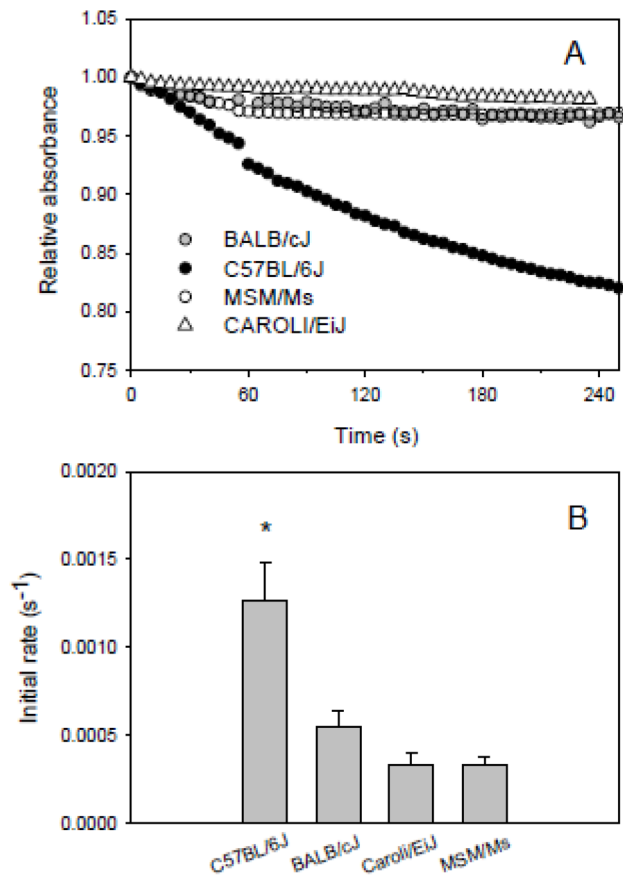 A
1.05
1.00
0.95
0.90
0.85
0.80
0.75
Relative absorbance
BALB/cJ
C57BL/6J
MSM/Ms
CAROLI/EiJ
0 60 120 180 240
Time (s)
B
0.0020
0.0015
0.0010
0.0005
0.0000
Initial rate (s⁻¹)
*
C57BL/6J
BALB/cJ
Caroli/EiJ
MSM/Ms